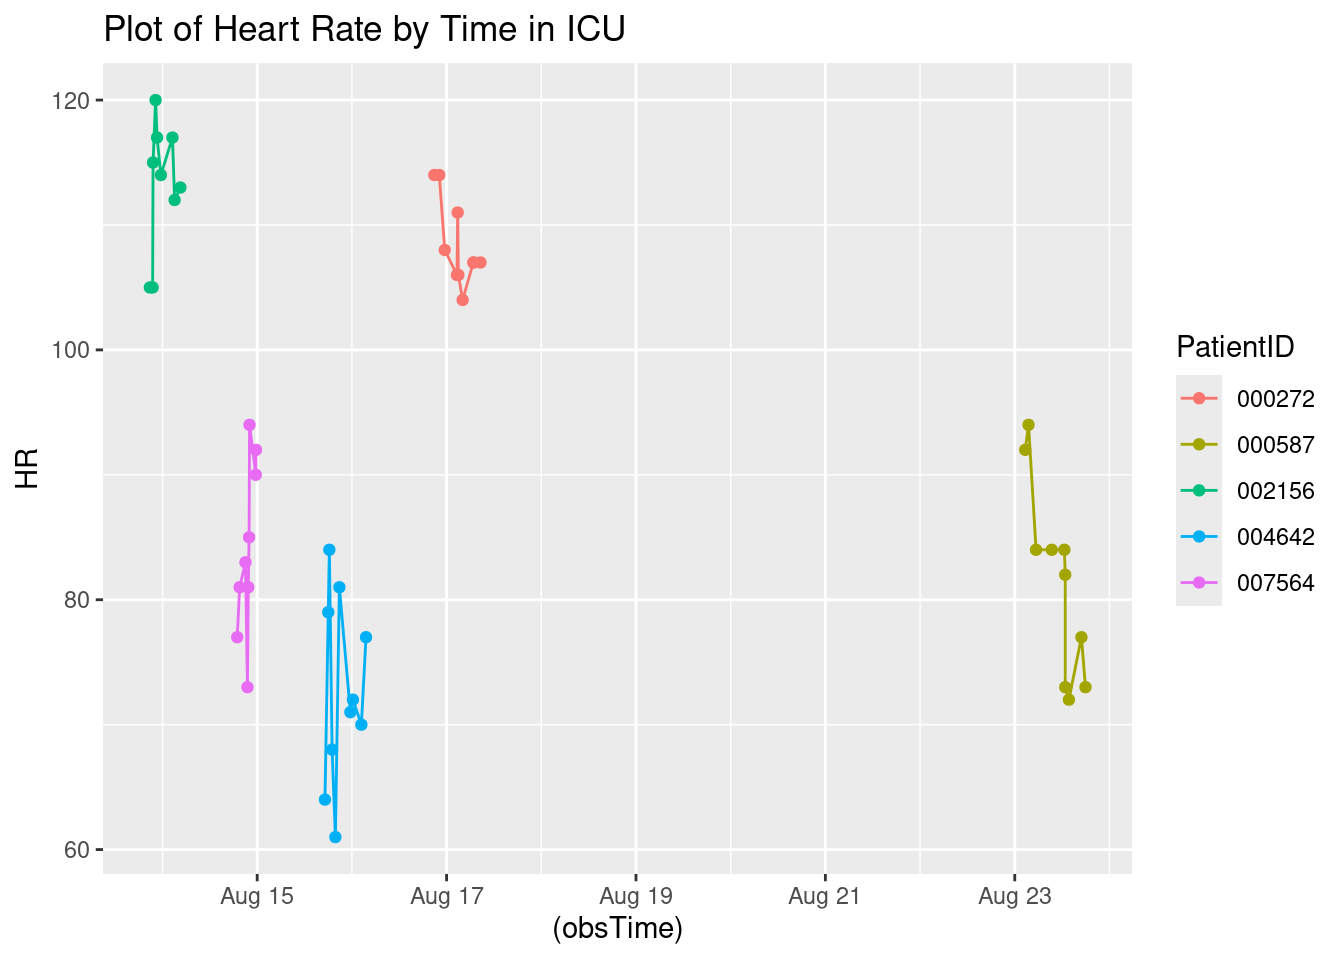 Plot of Heart Rate by Time in ICU
120
100
80
60
HR
Aug 15
Aug 17
Aug 19
Aug 21
Aug 23
(obsTime)
PatientID
000272
000587
002156
004642
007564